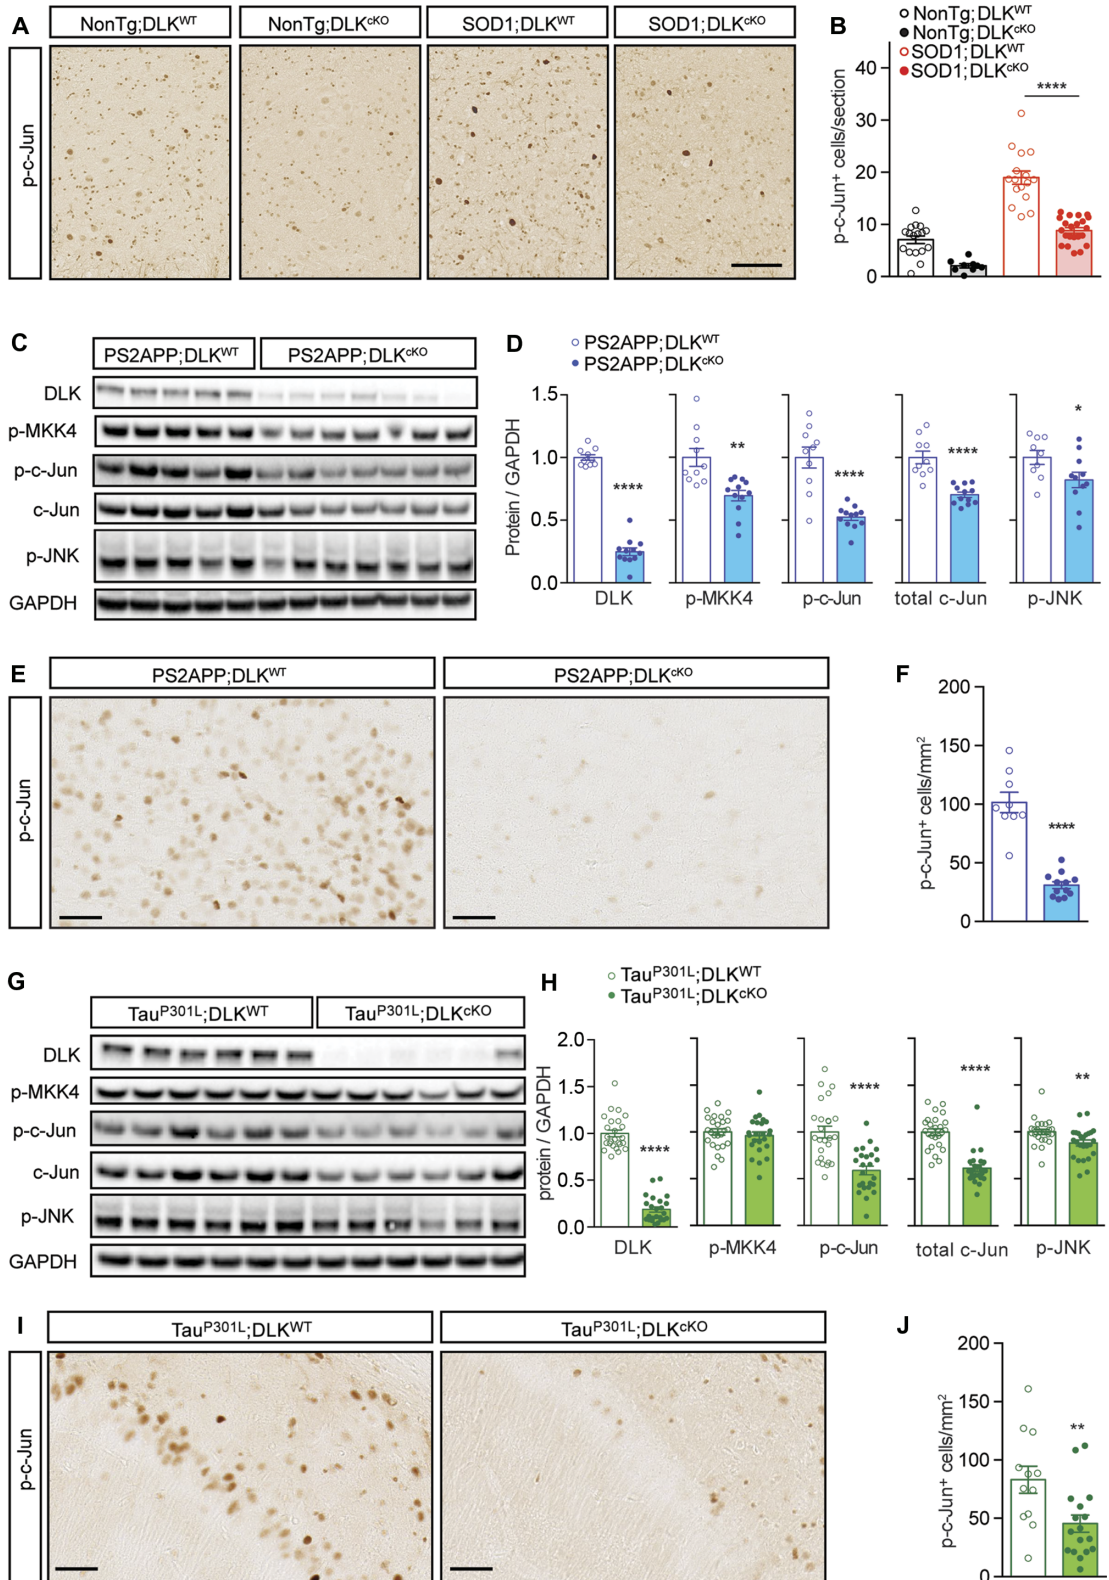 A
NonTg;DLKWT
NonTg;DLKcKO
SOD1;DLKWT
SOD1;DLKcKO
p-c-Jun
B
NonTg;DLKWT
NonTg;DLKcKO
SOD1;DLKWT
SOD1;DLKcKO
p-c-Jun+ cells/section
40
30
20
10
0
****
C
PS2APP;DLKWT
PS2APP;DLKcKO
DLK
p-MKK4
p-c-Jun
c-Jun
p-JNK
GAPDH
D
PS2APP;DLKWT
PS2APP;DLKcKO
Protein / GAPDH
1.5
1.0
0.5
0.0
****
**
****
****
*
DLK
p-MKK4
p-c-Jun
total c-Jun
p-JNK
E
PS2APP;DLKWT
PS2APP;DLKcKO
p-c-Jun
F
p-c-Jun+ cells/mm2
200
150
100
50
0
****
G
TauP301L;DLKWT
TauP301L;DLKcKO
DLK
p-MKK4
p-c-Jun
c-Jun
p-JNK
GAPDH
H
TauP301L;DLKWT
TauP301L;DLKcKO
protein / GAPDH
2.0
1.5
1.0
0.5
0.0
****
****
****
**
DLK
p-MKK4
p-c-Jun
total c-Jun
p-JNK
I
TauP301L;DLKWT
TauP301L;DLKcKO
p-c-Jun
J
p-c-Jun+ cells/mm2
200
150
100
50
0
**